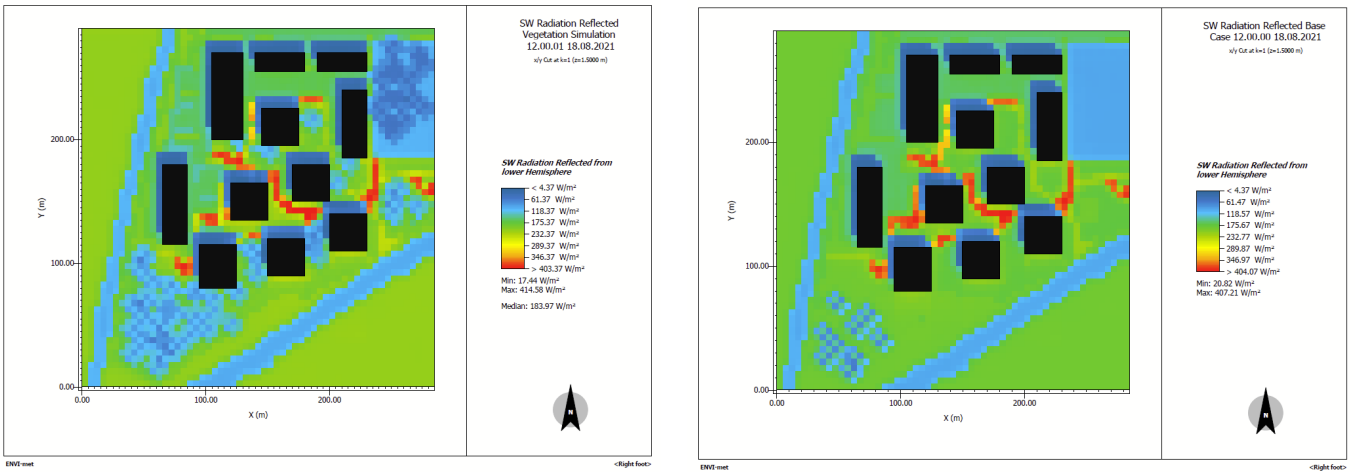 SW Radiation Reflected
Vegetation Simulation
12.00.01 18.08.2021
x/y Cut at k=1 (z=1.5000 m)
200.00
100.00
0.00
Y (m)
0.00
100.00
200.00
X (m)
SW Radiation Reflected from
lower Hemisphere
< 4.37 W/m²
61.37 W/m²
118.37 W/m²
175.37 W/m²
232.37 W/m²
289.37 W/m²
346.37 W/m²
> 403.37 W/m²
Min: 17.44 W/m²
Max: 414.58 W/m²
Median: 183.97 W/m²
N
ENVI-met
<Right foot>
SW Radiation Reflected Base
Case 12.00.00 18.08.2021
x/y Cut at k=1 (z=1.5000 m)
200.00
100.00
0.00
Y (m)
0.00
100.00
200.00
X (m)
SW Radiation Reflected from
lower Hemisphere
< 4.37 W/m²
61.47 W/m²
118.57 W/m²
175.67 W/m²
232.77 W/m²
289.87 W/m²
346.97 W/m²
> 404.07 W/m²
Min: 20.82 W/m²
Max: 407.21 W/m²
N
ENVI-met
<Right foot>